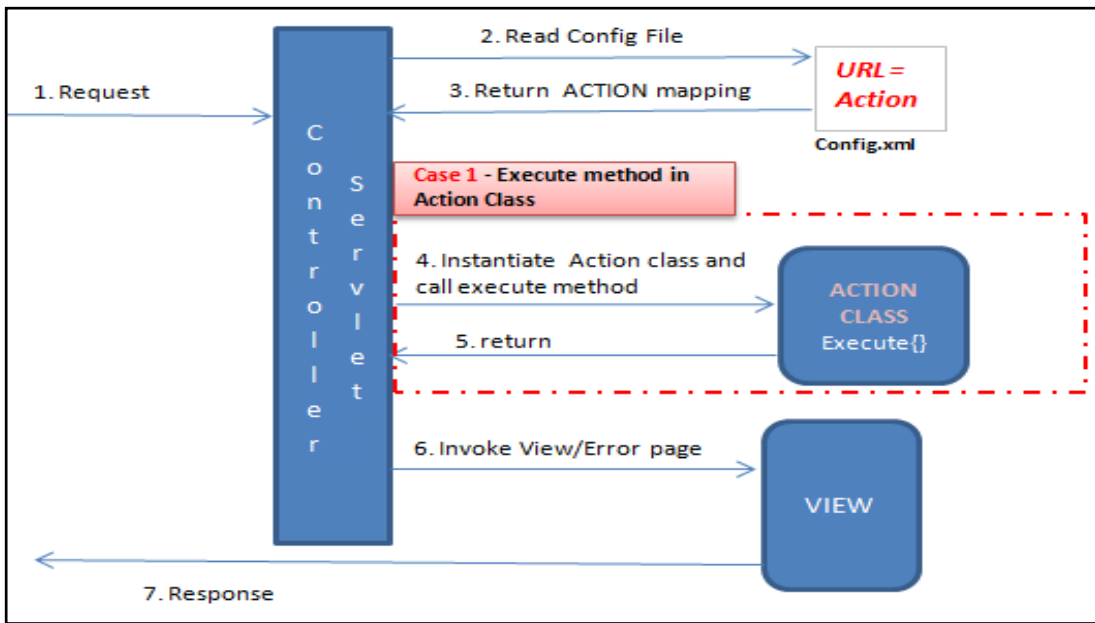 1. Request
2. Read Config File
3. Return ACTION mapping
URL=
Action
Config.xml
Controller
Servlet
Case 1 - Execute method in
Action Class
4. Instantiate Action class and
call execute method
5. return
ACTION
CLASS
Execute{}
6. Invoke View/Error page
VIEW
7. Response